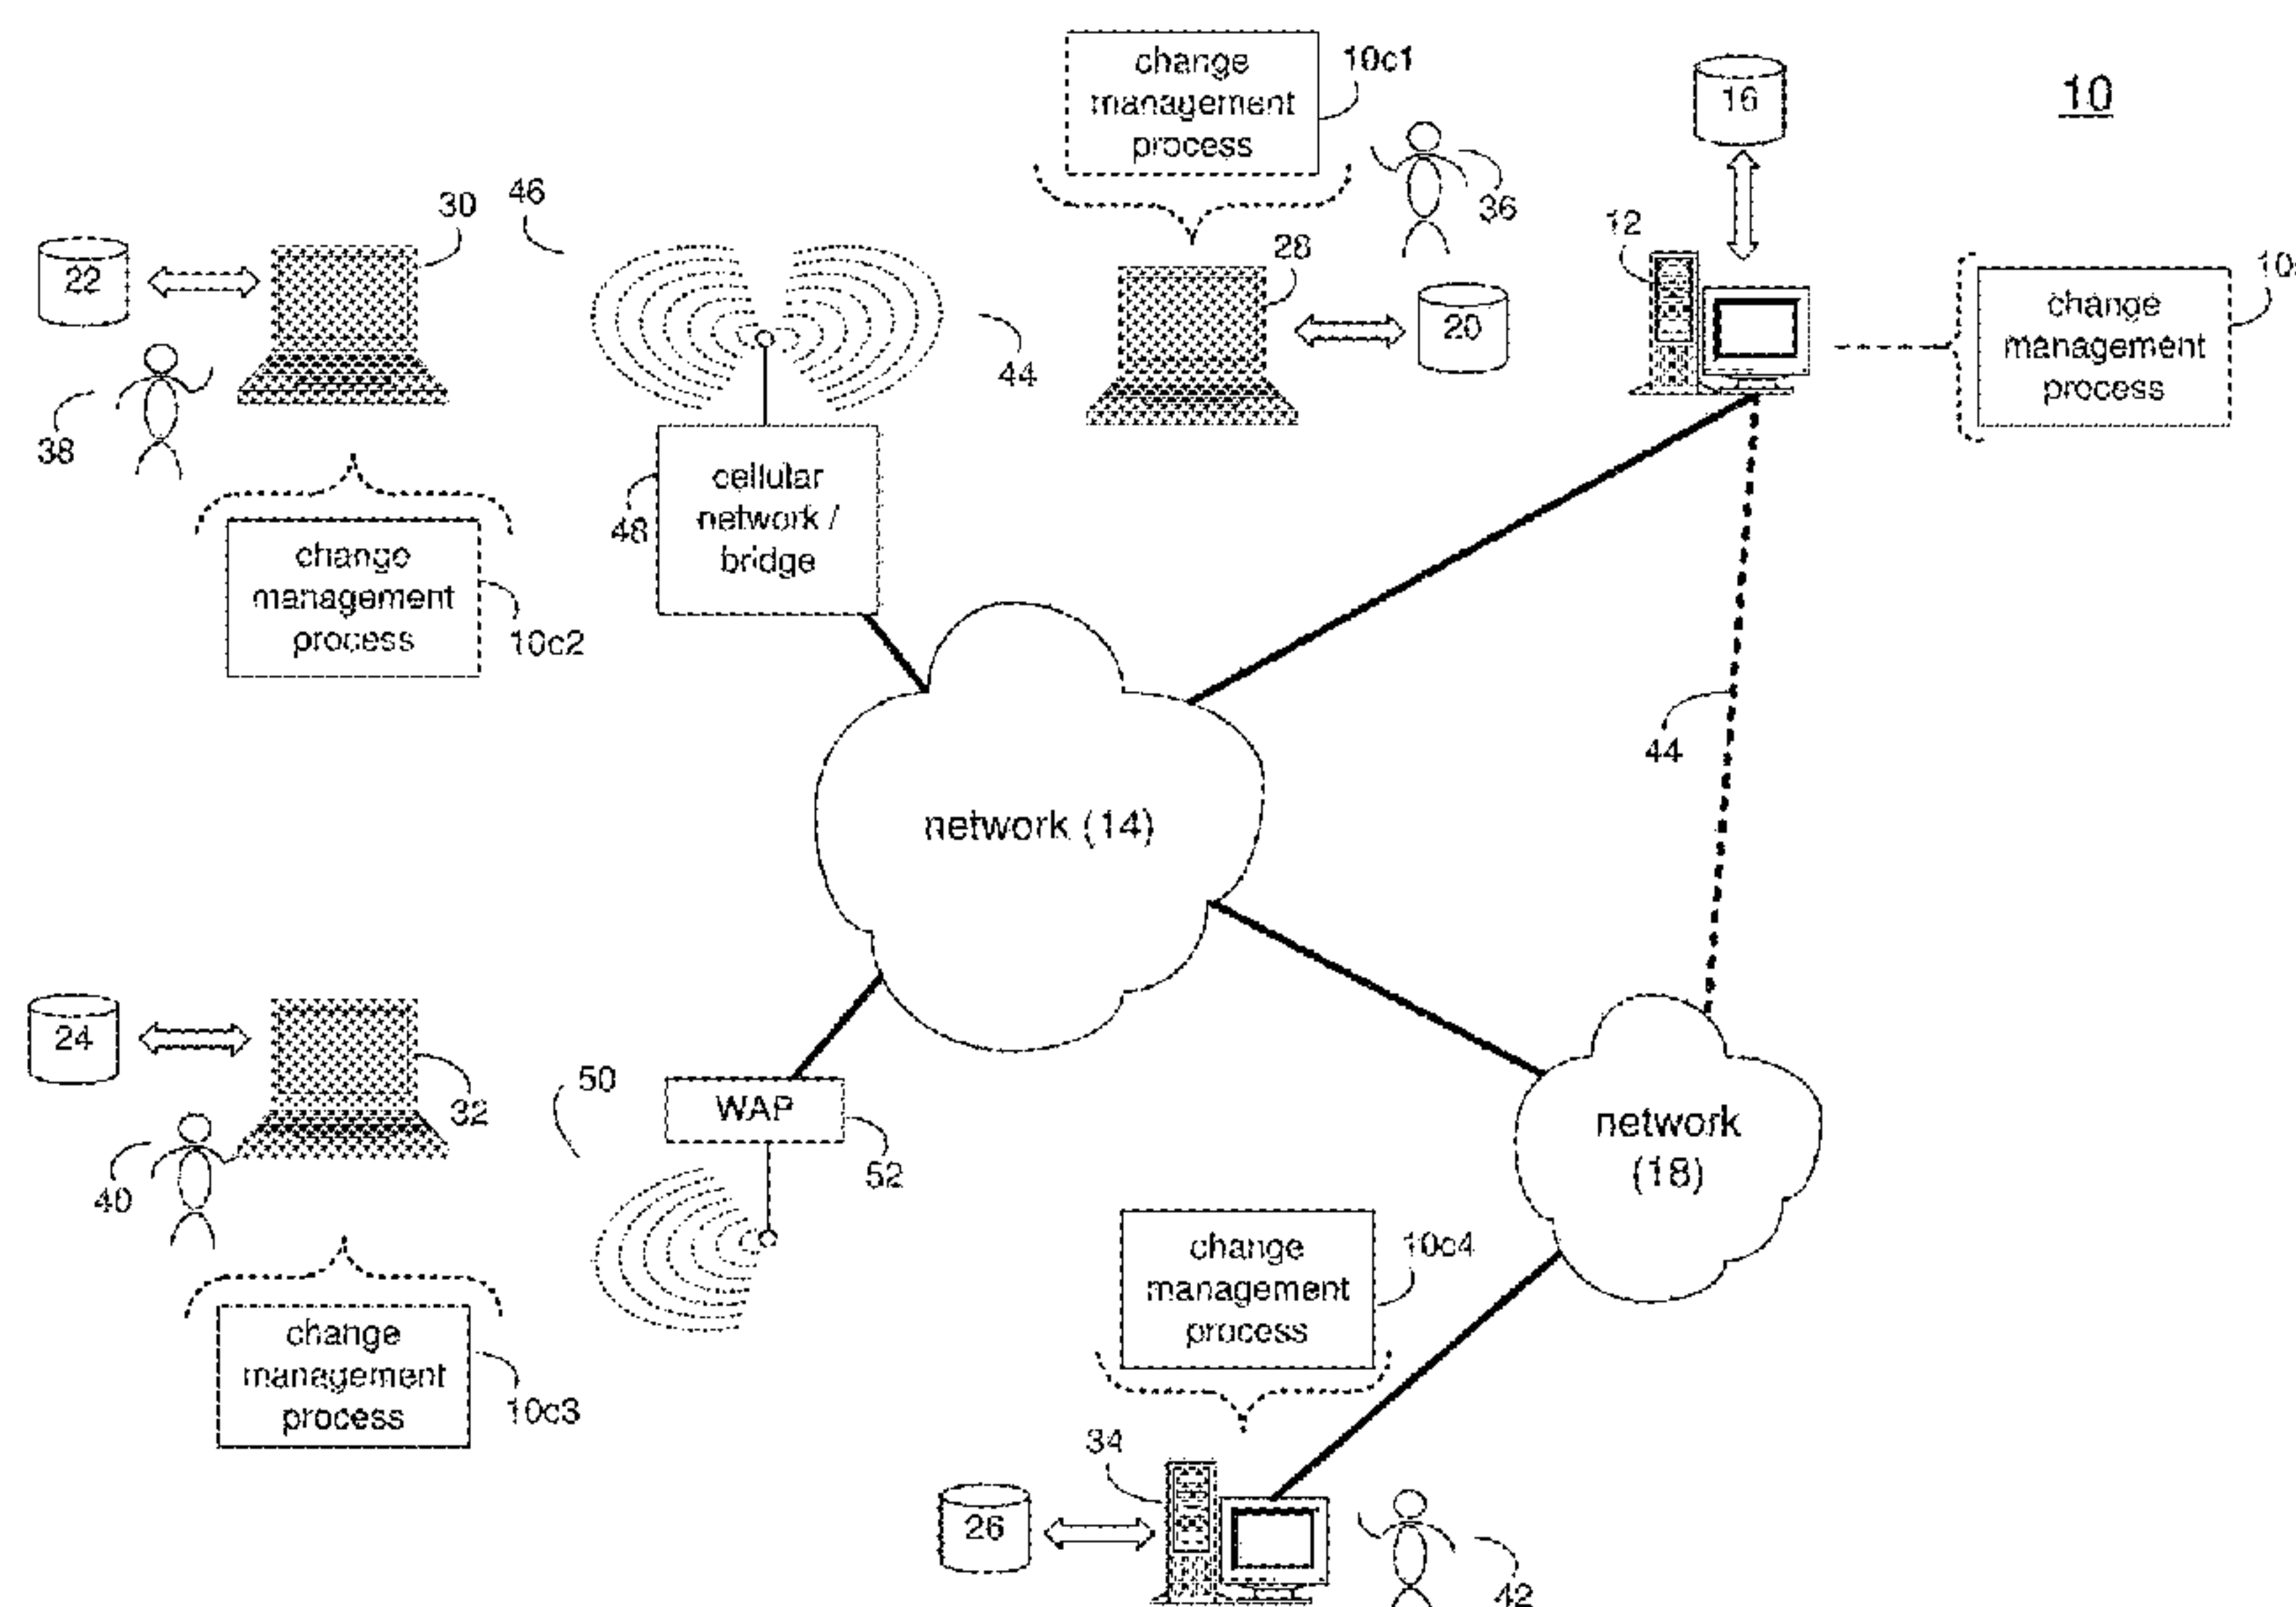 change
management
process
10c1
10
16
36
12
46
30
22
28
20
change
management
process
44
38
cellular
network /
bridge
48
change
management
process
10c2
44
network (14)
24
32
40
50
WAP
52
network
(18)
change
management
process
10c4
change
management
process
10c3
34
26
42